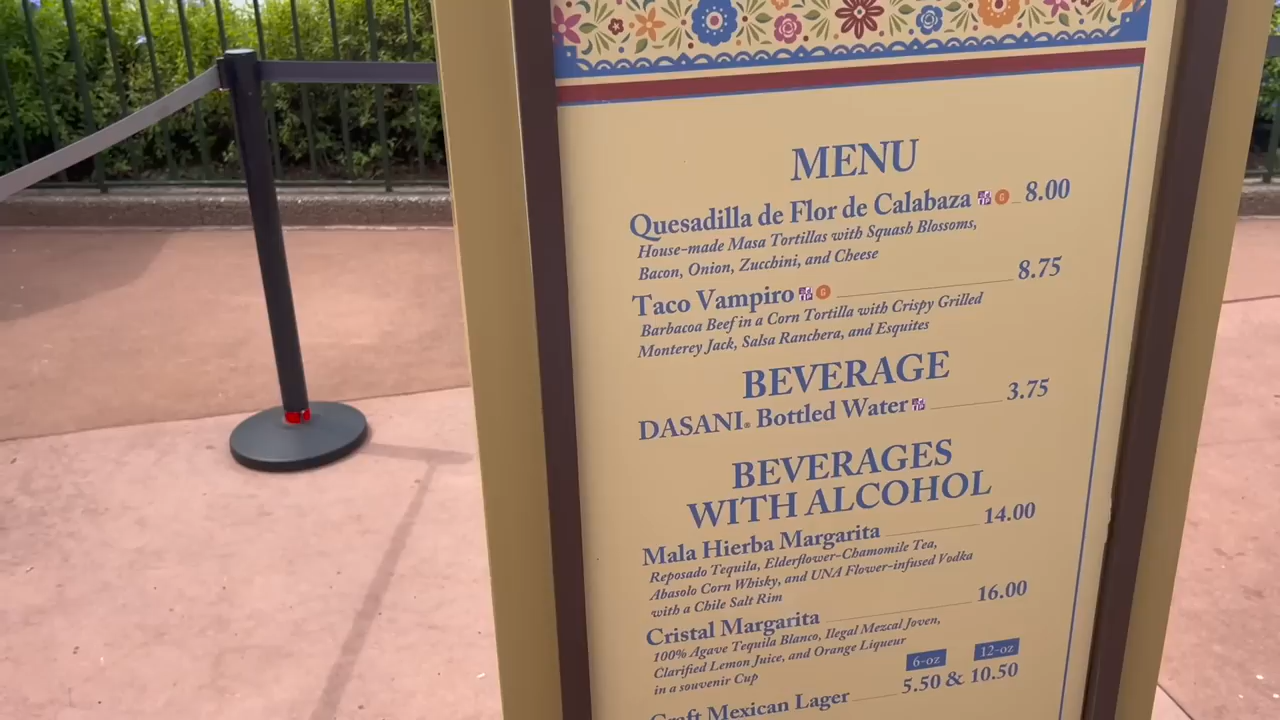 MENU
Quesadilla de Flor de Calabaza G 8.00
House-made Masa Tortillas with Squash Blossoms,
Bacon, Onion, Zucchini, and Cheese
Taco Vampiro G 8.75
Barbacoa Beef in a Corn Tortilla with Crispy Grilled
Monterey Jack, Salsa Ranchera, and Esquites
BEVERAGE
DASANI® Bottled Water 3.75
BEVERAGES
WITH ALCOHOL
Mala Hierba Margarita 14.00
Reposado Tequila, Elderflower-Chamomile Tea,
Abasolo Corn Whisky, and UNA Flower-infused Vodka
with a Chile Salt Rim
Cristal Margarita 16.00
100% Agave Tequila Blanco, Ilegal Mezcal Joven,
Clarified Lemon Juice, and Orange Liqueur
in a souvenir Cup
6-oz 12-oz
Craft Mexican Lager 5.50 & 10.50